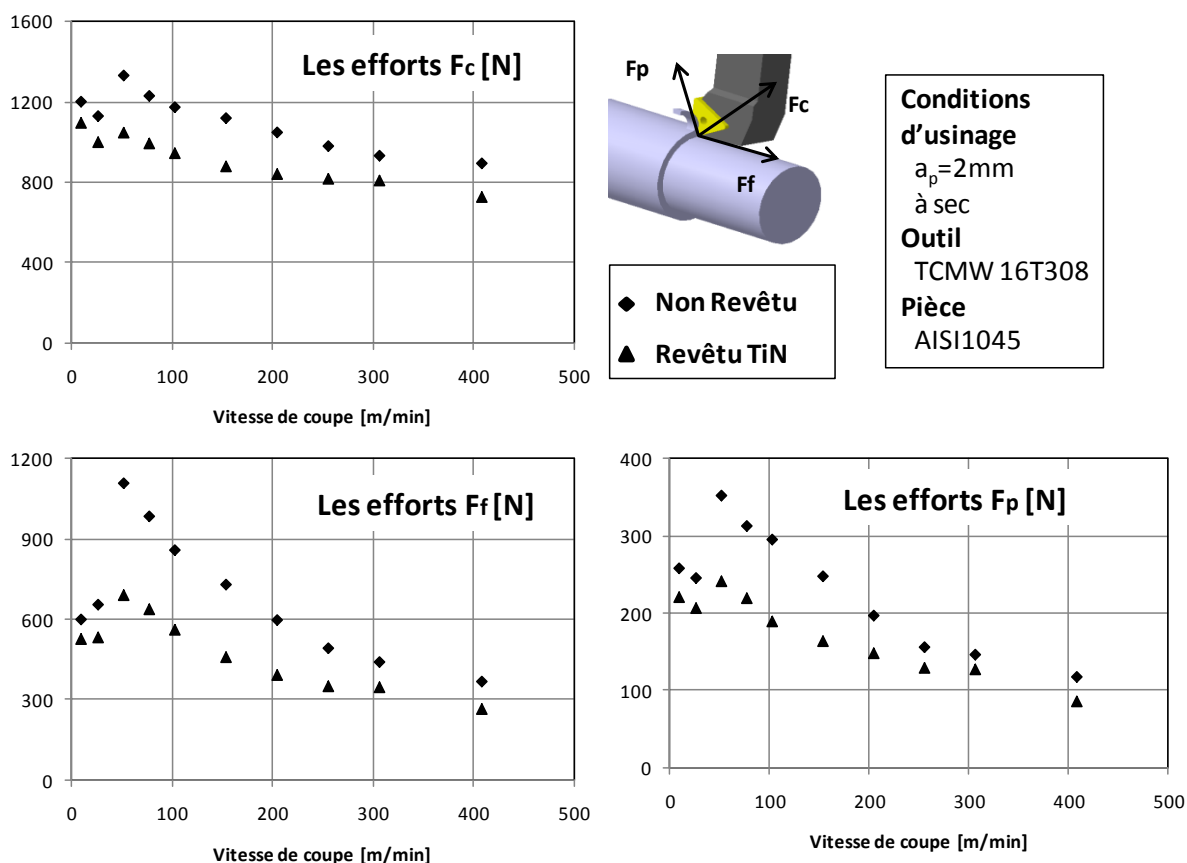 Les efforts Fc [N]
1600
1200
800
400
0
0 100 200 300 400 500
Vitesse de coupe [m/min]
Fp
Fc
Ff
Non Revêtu
Revêtu TiN
Conditions
d'usinage
ap=2mm
à sec
Outil
TCMW 16T308
Pièce
AISI1045
Les efforts Ff [N]
1200
900
600
300
0
0 100 200 300 400 500
Vitesse de coupe [m/min]
Les efforts Fp [N]
400
300
200
100
0
0 100 200 300 400 500
Vitesse de coupe [m/min]